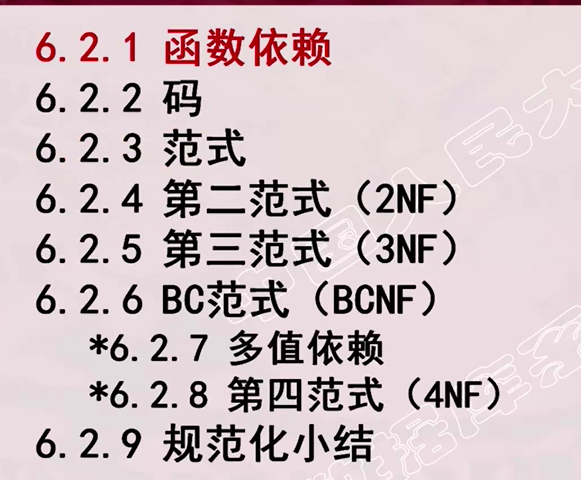 6.2.1 函数依赖
6.2.2 码
6.2.3 范式
6.2.4 第二范式（2NF）
6.2.5 第三范式（3NF）
6.2.6 BC范式（BCNF）
*6.2.7 多值依赖
*6.2.8 第四范式（4NF）
6.2.9 规范化小结